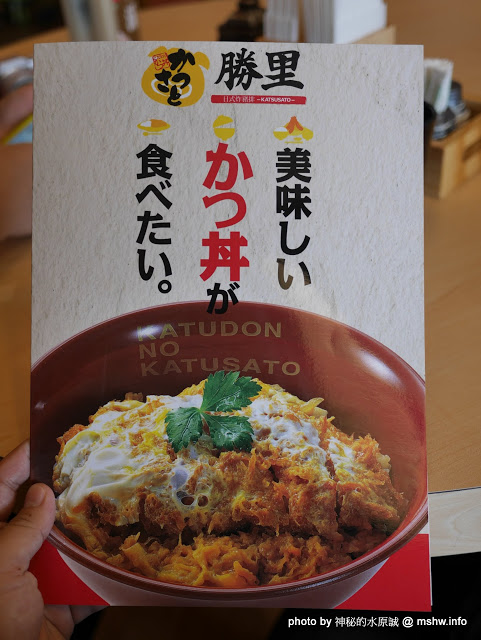 かつさと
勝里
日式炸豬排 ~KATSUSATO~
美味しい
かつ丼が
食べたい。
KATUDON
NO
KATUSATO
photo by 神秘的水原誠 @ mshw.info